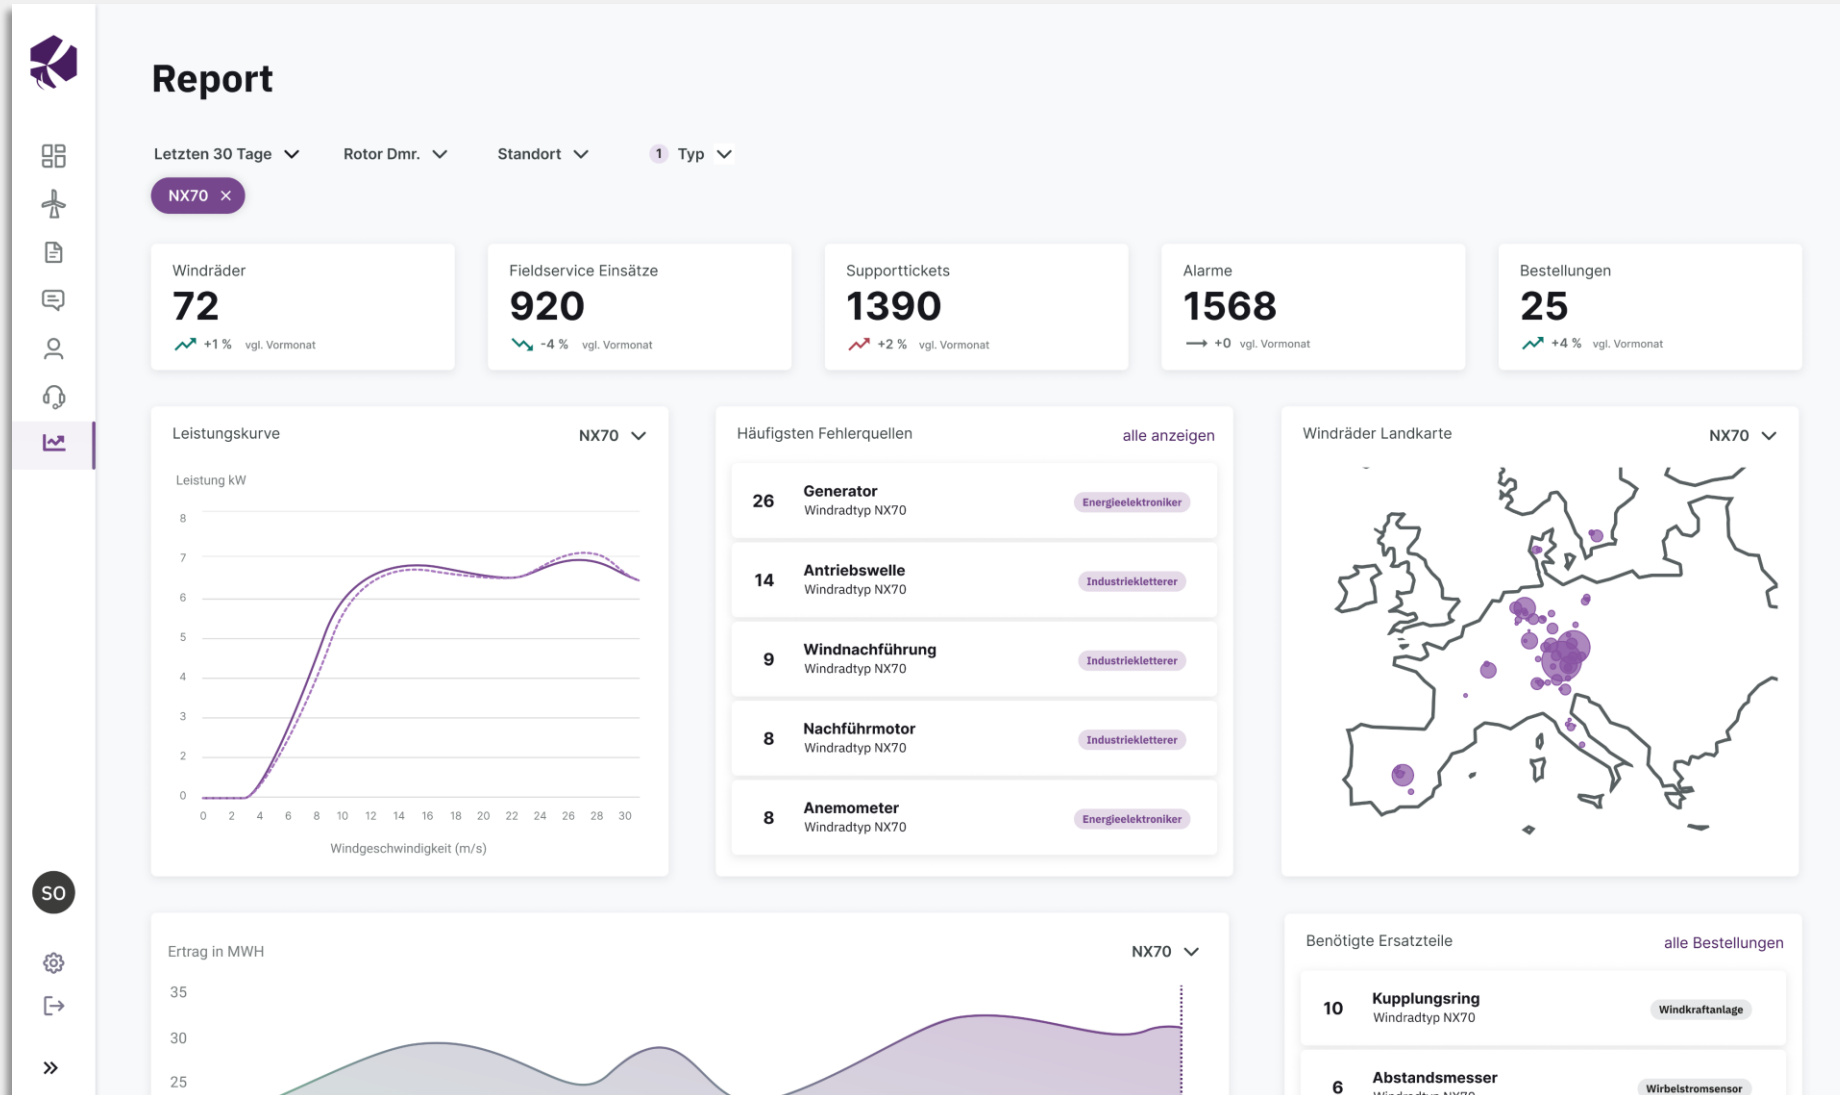 Report
Letzten 30 Tage
Rotor Dmr.
Standort
1 Typ
NX70 ×
Windräder
72
+1 % vgl. Vormonat
Fieldservice Einsätze
920
-4 % vgl. Vormonat
Supporttickets
1390
+2 % vgl. Vormonat
Alarme
1568
+0 vgl. Vormonat
Bestellungen
25
+4 % vgl. Vormonat
Leistungskurve
NX70
Leistung kW
8
7
6
5
4
3
2
0
0 2 4 6 8 10 12 14 16 18 20 22 24 26 28 30
Windgeschwindigkeit (m/s)
Häufigsten Fehlerquellen
alle anzeigen
26
Generator
Windradtyp NX70
Energieelektroniker
14
Antriebswelle
Windradtyp NX70
Industriekletterer
9
Windnachführung
Windradtyp NX70
Industriekletterer
8
Nachführmotor
Windradtyp NX70
Industriekletterer
8
Anemometer
Windradtyp NX70
Energieelektroniker
Windräder Landkarte
NX70
SO
Ertrag in MWH
NX70
35
30
25
Benötigte Ersatzteile
alle Bestellungen
10
Kupplungsring
Windradtyp NX70
Windkraftanlage
6
Abstandsmesser
Windradtyp NX70
Wirbelstromsensor